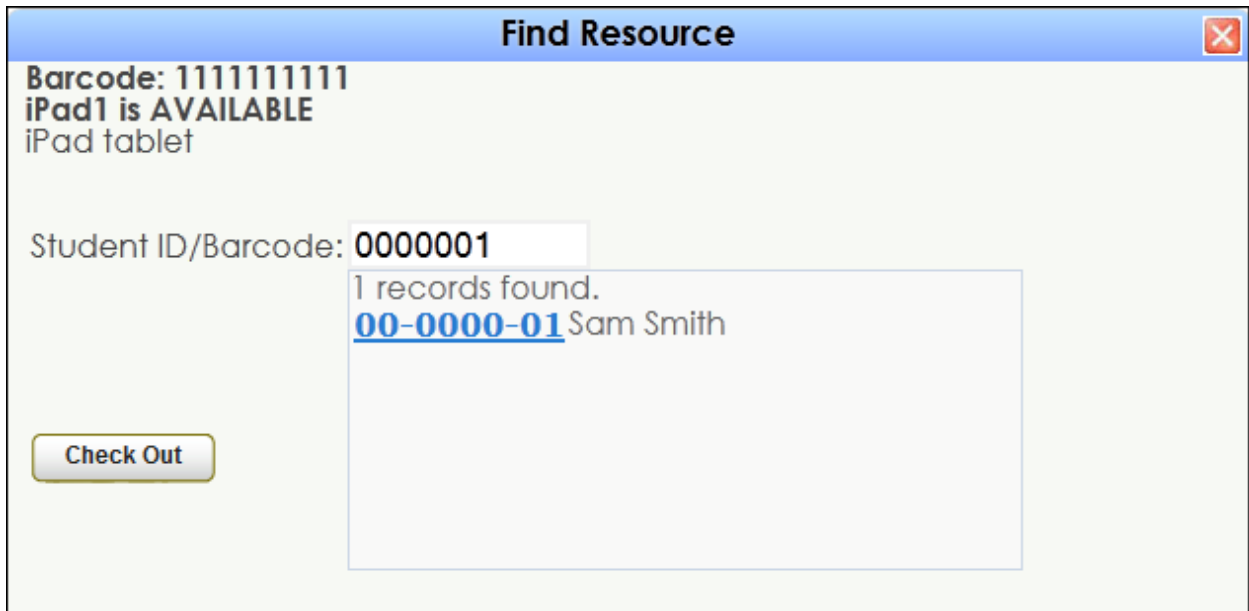 Find Resource
Barcode: 1111111111
iPad1 is AVAILABLE
iPad tablet
Student ID/Barcode: 0000001
1 records found.
00-0000-01 Sam Smith
Check Out